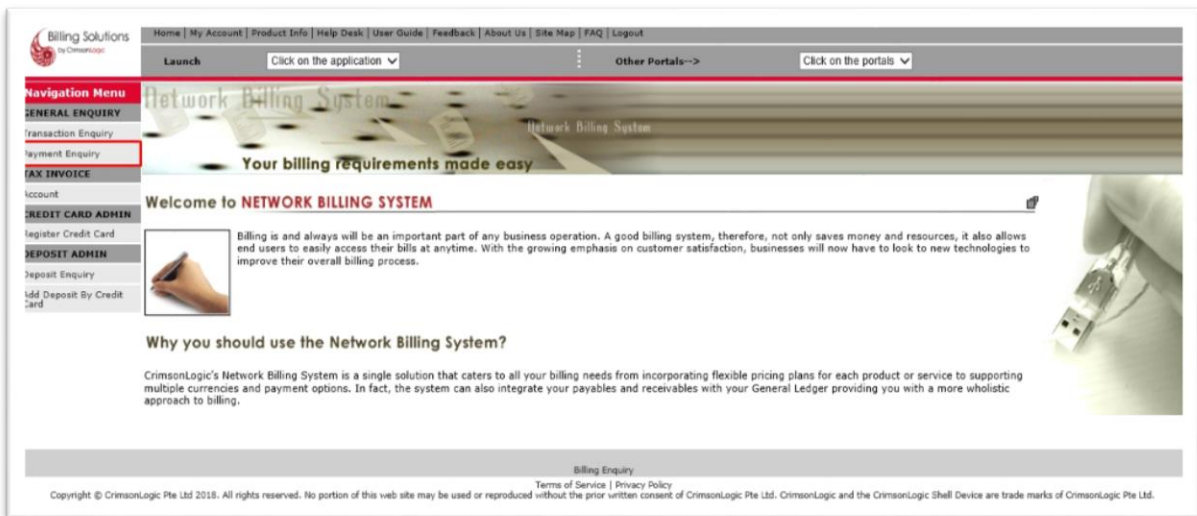 Billing Solutions
by CrimsonLogic
Home | My Account | Product Info | Help Desk | User Guide | Feedback | About Us | Site Map | FAQ | Logout
Launch Click on the application Other Portals--> Click on the portals
Navigation Menu
GENERAL ENQUIRY
Transaction Enquiry
Payment Enquiry
TAX INVOICE
Account
CREDIT CARD ADMIN
Register Credit Card
DEPOSIT ADMIN
Deposit Enquiry
Add Deposit By Credit
Card
Network Billing System
Network Billing System
Your billing requirements made easy
Welcome to NETWORK BILLING SYSTEM
Billing is and always will be an important part of any business operation. A good billing system, therefore, not only saves money and resources, it also allows
end users to easily access their bills at anytime. With the growing emphasis on customer satisfaction, businesses will now have to look to new technologies to
improve their overall billing process.
Why you should use the Network Billing System?
CrimsonLogic's Network Billing System is a single solution that caters to all your billing needs from incorporating flexible pricing plans for each product or service to supporting
multiple currencies and payment options. In fact, the system can also integrate your payables and receivables with your General Ledger providing you with a more wholistic
approach to billing.
Billing Enquiry
Terms of Service | Privacy Policy
Copyright © CrimsonLogic Pte Ltd 2018. All rights reserved. No portion of this web site may be used or reproduced without the prior written consent of CrimsonLogic Pte Ltd. CrimsonLogic and the CrimsonLogic Shell Device are trade marks of CrimsonLogic Pte Ltd.